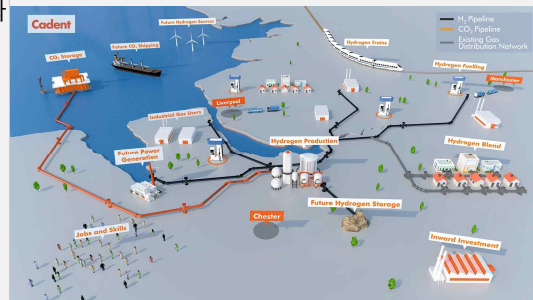 Cadent
Future Hydrogen Sources
H₂ Pipeline
CO₂ Pipeline
Existing Gas
Distribution Network
CO₂ Storage
Future CO₂ Shipping
Hydrogen Trains
Hydrogen Fuelling
Manchester
Liverpool
Industrial Gas Users
Future Power
Generation
Hydrogen Production
Hydrogen Blend
Future Hydrogen Storage
Chester
Jobs and Skills
Inward Investment